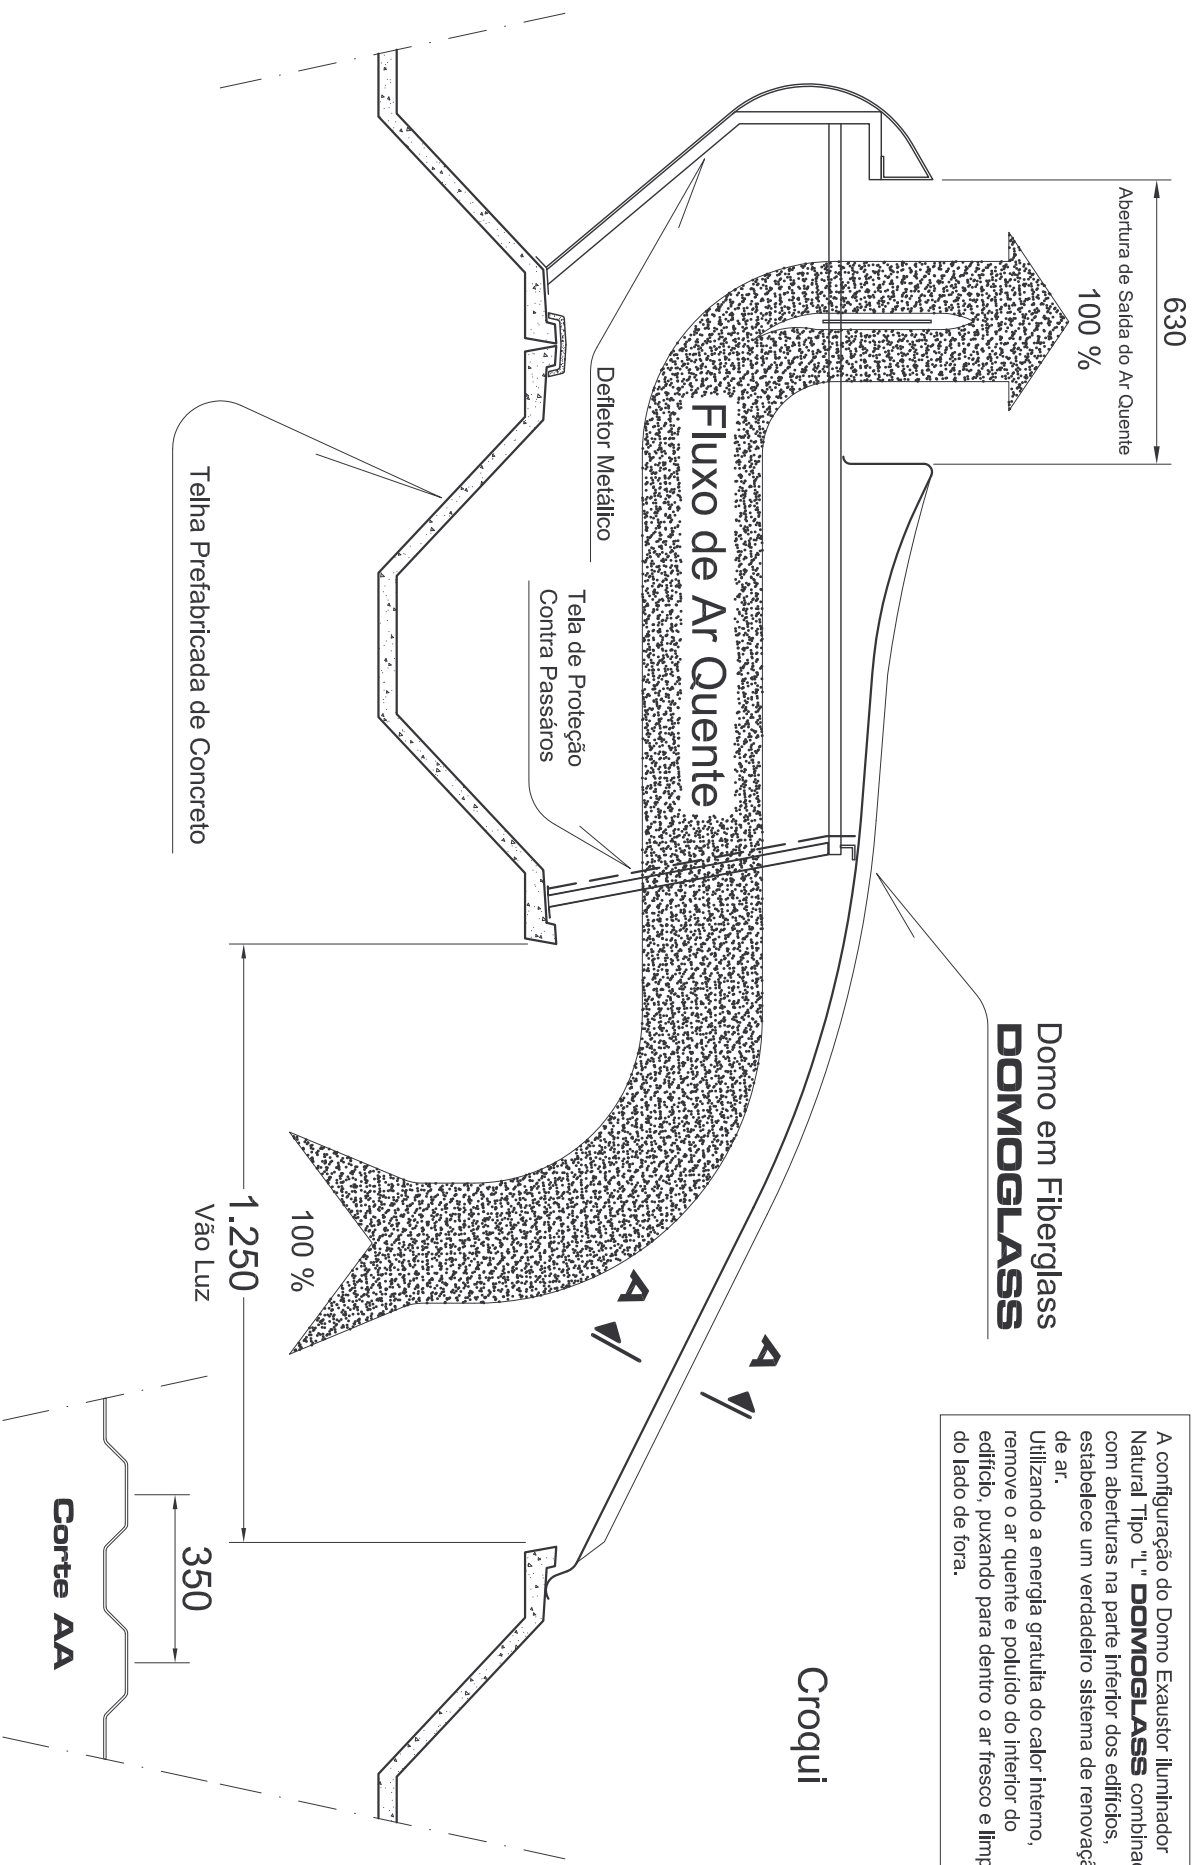 630
Abertura de Saída do Ar Quente
100 %
Fluxo de Ar Quente
Defletor Metálico
Tela de Proteção
Contra Passáros
Telha Prefabricada de Concreto
Domo em Fiberglass
DOMOGLASS
A configuração do Domo Exaustor iluminador
Natural Tipo "L" DOMOGLASS
com aberturas na parte inferior dos edifícios,
estabelece um verdadeiro sistema de
de ar.
Utilizando a energia gratuita do calor interno,
remove o ar quente e poluído do interior do
edifício, puxando para dentro o ar fresco e
do lado de fora.
Croqui
A
A
100 %
1.250
Vão Luz
350
Corte AA